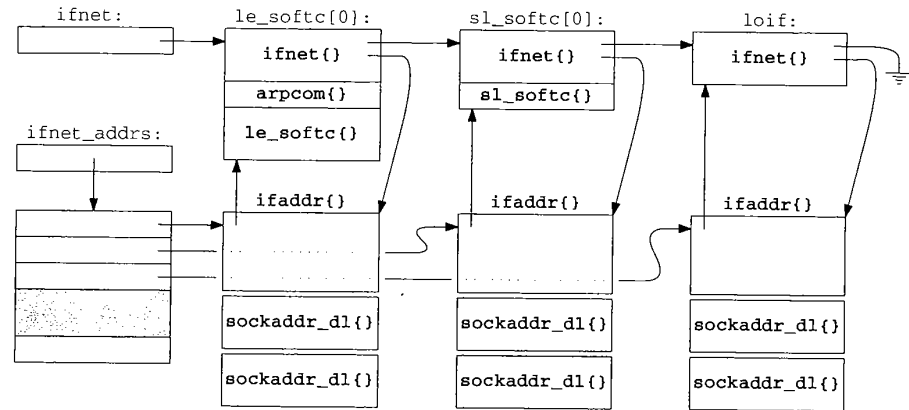 ifnet:
le_softc[0]:
sl_softc[0]:
loif:
ifnet{}
ifnet{}
ifnet{}
arpcom{}
sl_softc{}
le_softc{}
ifnet_addrs:
ifaddr{}
ifaddr{}
ifaddr{}
sockaddr_dl{}
sockaddr_dl{}
sockaddr_dl{}
sockaddr_dl{}
sockaddr_dl{}
sockaddr_dl{}